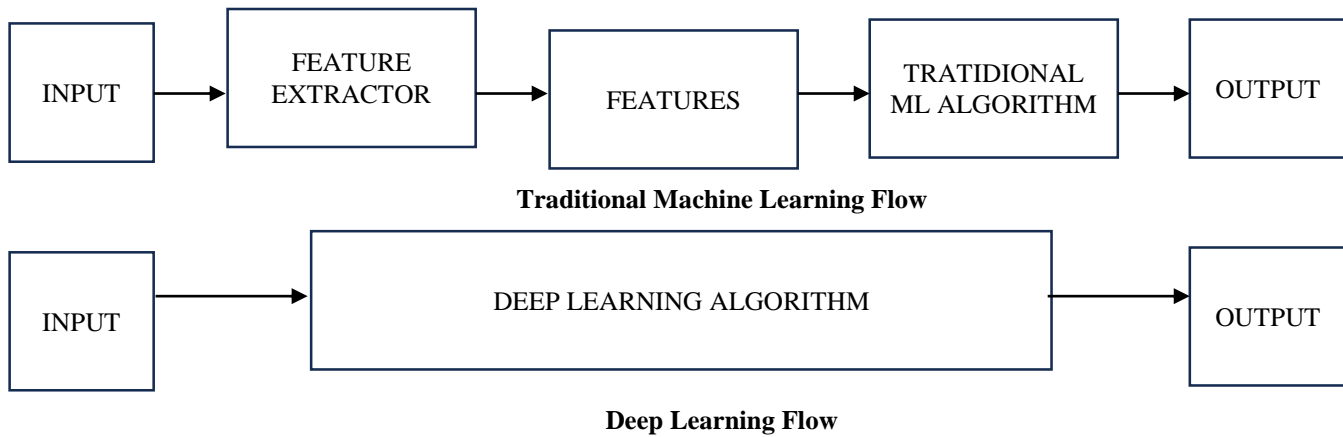 INPUT
FEATURE
EXTRACTOR
FEATURES
TRATIDIONAL
ML ALGORITHM
OUTPUT
Traditional Machine Learning Flow
INPUT
DEEP LEARNING ALGORITHM
OUTPUT
Deep Learning Flow